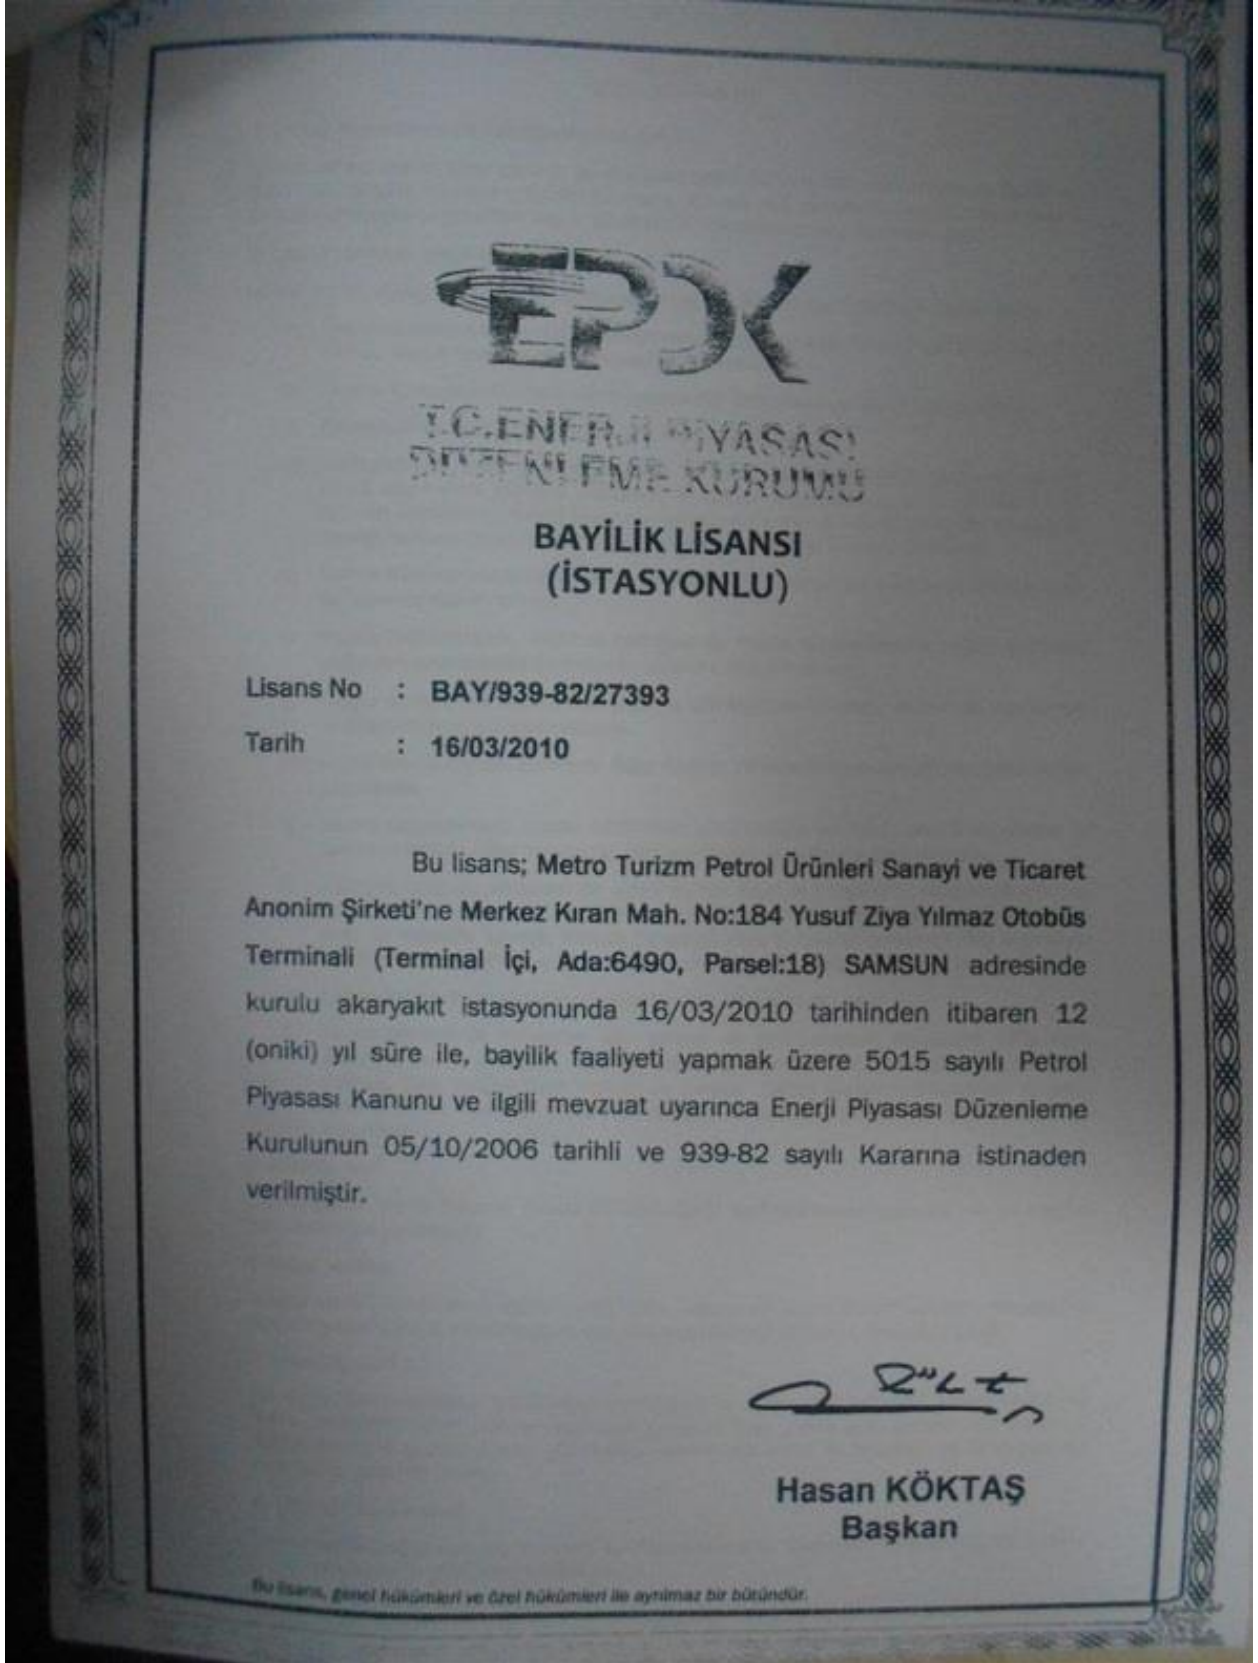 EPDK
T.C.ENERJİ PİYASASI
DÜZENLEME KURUMU
BAYİLİK LİSANSI
(İSTASYONLU)
Lisans No : BAY/939-82/27393
Tarih : 16/03/2010
Bu lisans; Metro Turizm Petrol Ürünleri Sanayi ve Ticaret
Anonim Şirketi'ne Merkez Kıran Mah. No:184 Yusuf Ziya Yılmaz Otobüs
Terminali (Terminal İçi, Ada:6490, Parsel:18) SAMSUN adresinde
kurulu akaryakıt istasyonunda 16/03/2010 tarihinden itibaren 12
(oniki) yıl süre ile, bayilik faaliyeti yapmak üzere 5015 sayılı Petrol
Piyasası Kanunu ve ilgili mevzuat uyarınca Enerji Piyasası Düzenleme
Kurulunun 05/10/2006 tarihli ve 939-82 sayılı Kararına istinaden
verilmiştir.
Hasan KÖKTAŞ
Başkan
Bu lisans, genel hükümleri ve özel hükümleri ile ayrılmaz bir bütündür.